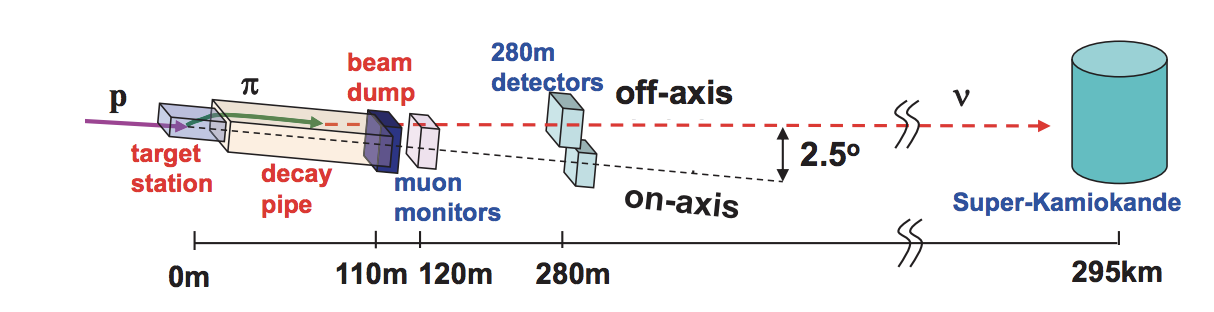 p
π
beam
dump
280m
detectors
off-axis
ν
target
station
decay
pipe
muon
monitors
on-axis
2.5o
Super-Kamiokande
0m
110m
120m
280m
295km